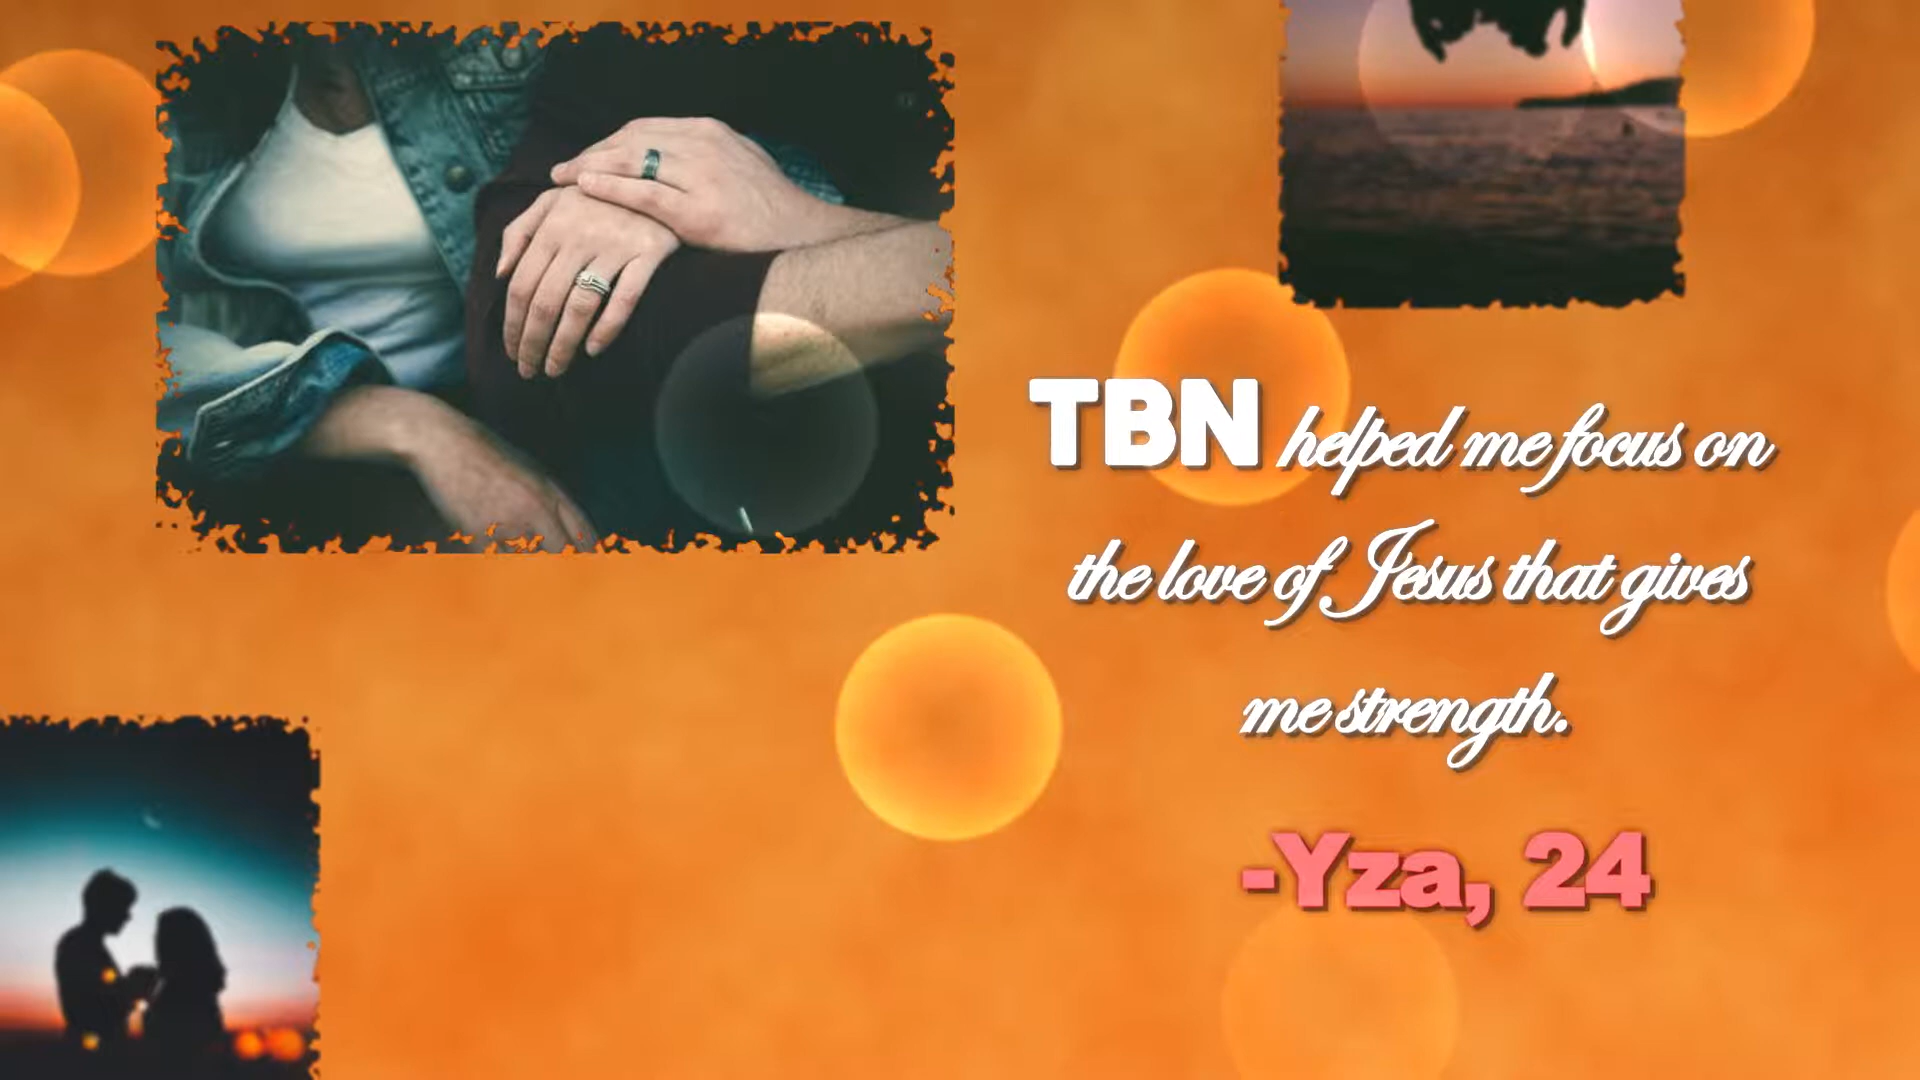 TBN helped me focus on
the love of Jesus that gives
me strength.
-Yza, 24